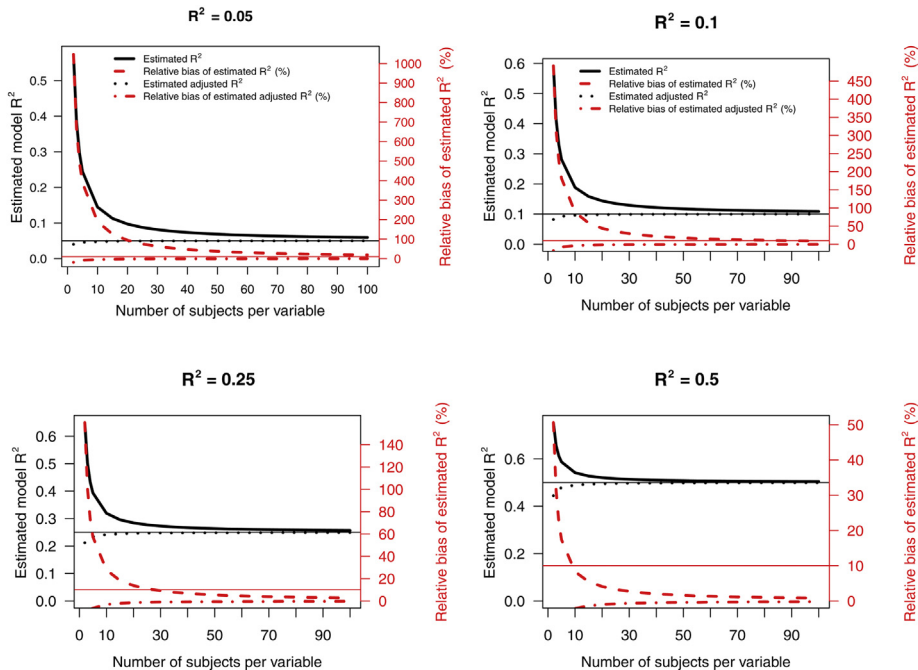 R² = 0.05
Estimated model R²
0.5
0.4
0.3
0.2
0.1
0.0
Estimated R²
Relative bias of estimated R² (%)
Estimated adjusted R²
Relative bias of estimated adjusted R² (%)
1000
900
800
700
600
500
400
300
200
100
0
Relative bias of estimated R² (%)
0 10 20 30 40 50 60 70 80 90 100
Number of subjects per variable
R² = 0.1
Estimated model R²
0.6
0.5
0.4
0.3
0.2
0.1
0.0
Estimated R²
Relative bias of estimated R² (%)
Estimated adjusted R²
Relative bias of estimated adjusted R² (%)
450
400
350
300
250
200
150
100
50
0
Relative bias of estimated R² (%)
0 10 30 50 70 90
Number of subjects per variable
R² = 0.25
Estimated model R²
0.6
0.5
0.4
0.3
0.2
0.1
0.0
140
120
100
80
60
40
20
0
Relative bias of estimated R² (%)
0 10 30 50 70 90
Number of subjects per variable
R² = 0.5
Estimated model R²
0.6
0.4
0.2
0.0
50
40
30
20
10
0
Relative bias of estimated R² (%)
0 10 30 50 70 90
Number of subjects per variable